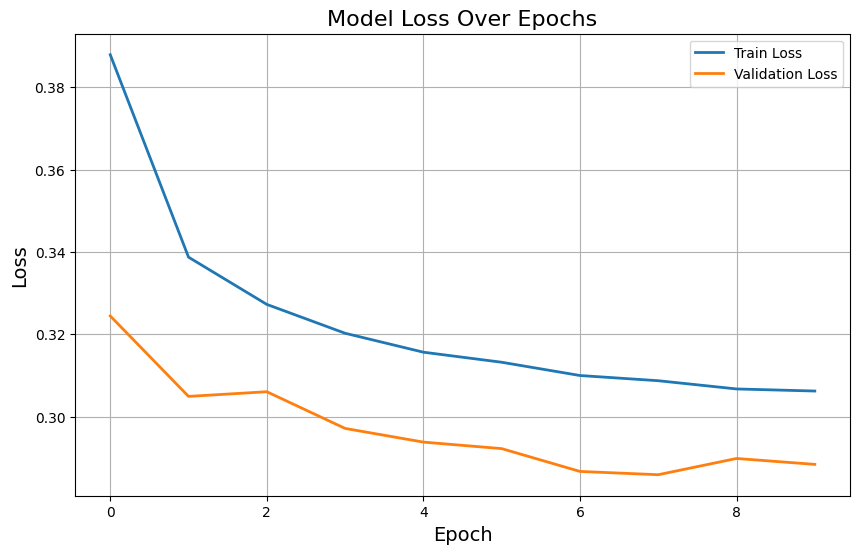 Model Loss Over Epochs
Train Loss
Validation Loss
0.38
0.36
0.34
0.32
0.30
Loss
0 2 4 6 8
Epoch